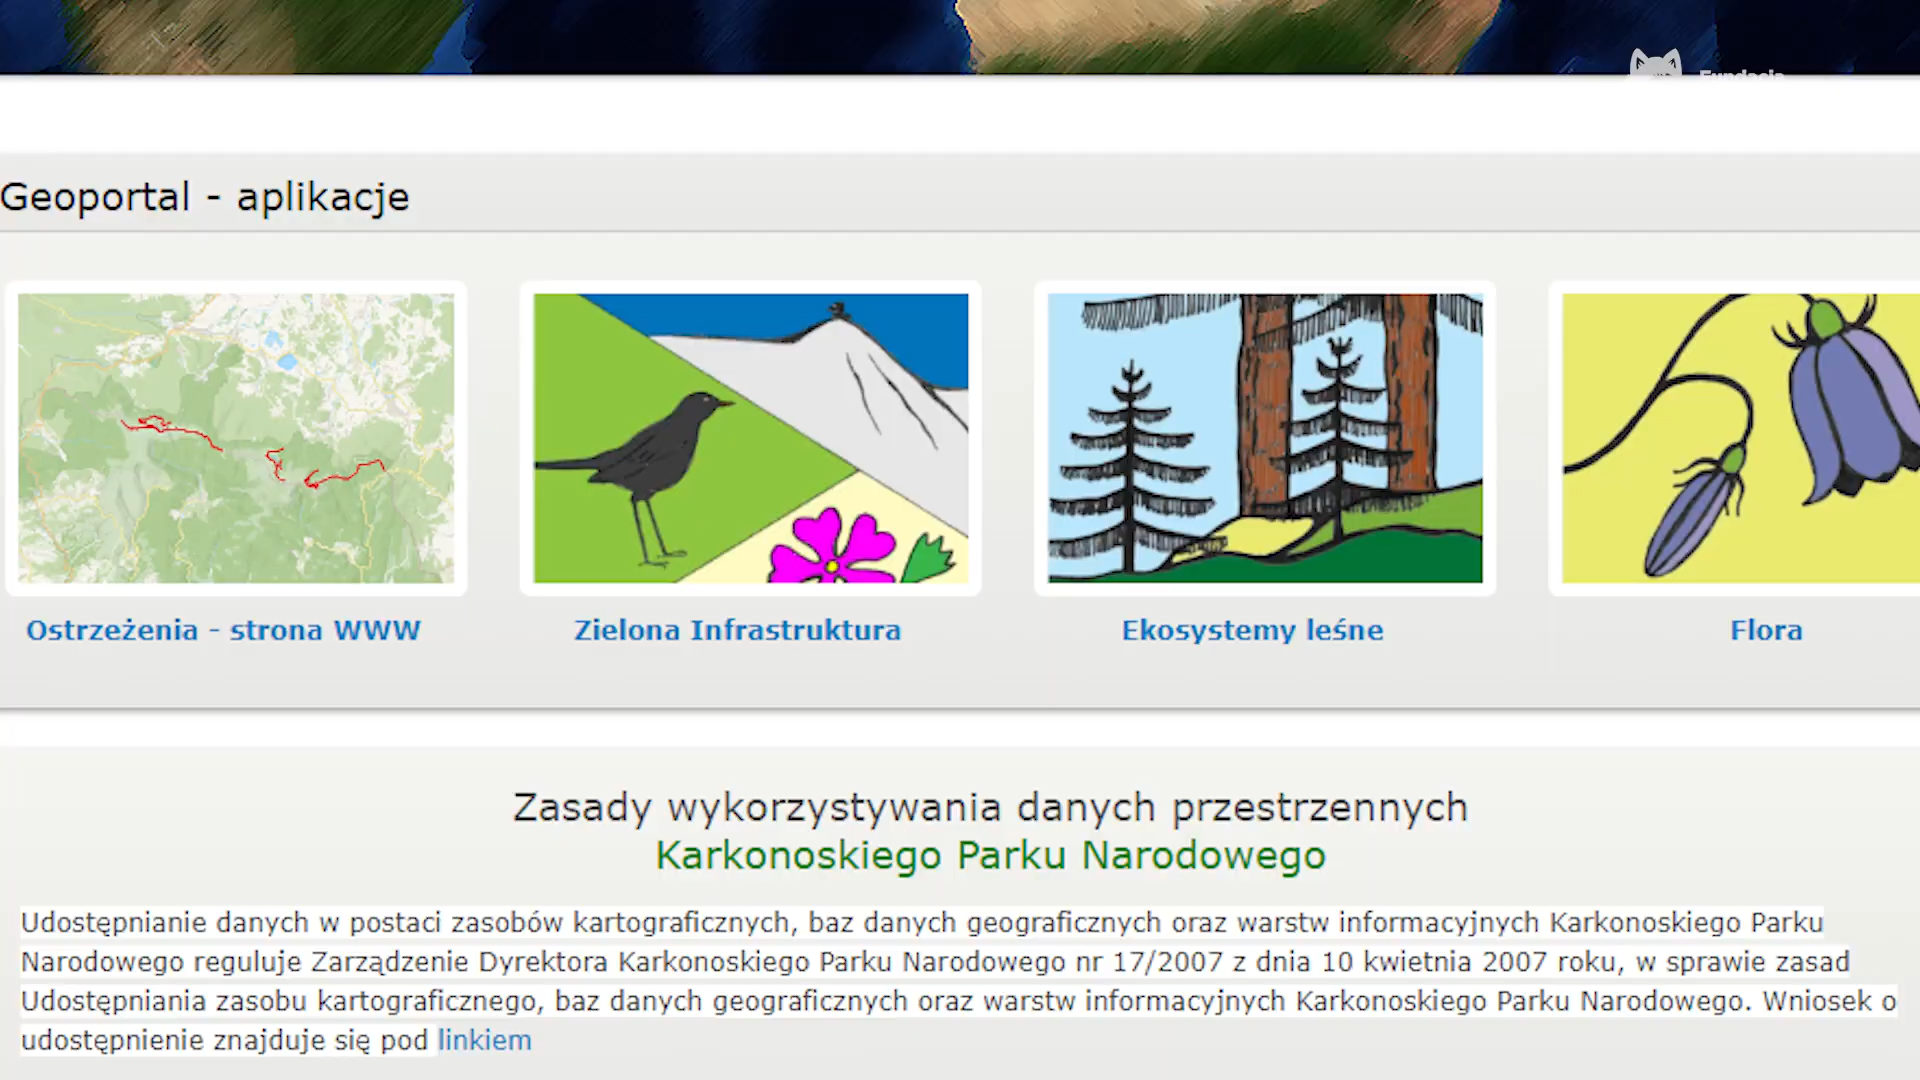 Fundacja
Geoportal - aplikacje
Ostrzeżenia - strona WWW
Zielona Infrastruktura
Ekosystemy leśne
Flora
Zasady wykorzystywania danych przestrzennych
Karkonoskiego Parku Narodowego
Udostępnianie danych w postaci zasobów kartograficznych, baz danych geograficznych oraz warstw informacyjnych Karkonoskiego Parku
Narodowego reguluje Zarządzenie Dyrektora Karkonoskiego Parku Narodowego nr 17/2007 z dnia 10 kwietnia 2007 roku, w sprawie zasad
Udostępniania zasobu kartograficznego, baz danych geograficznych oraz warstw informacyjnych Karkonoskiego Parku Narodowego. Wniosek o
udostępnienie znajduje się pod linkiem